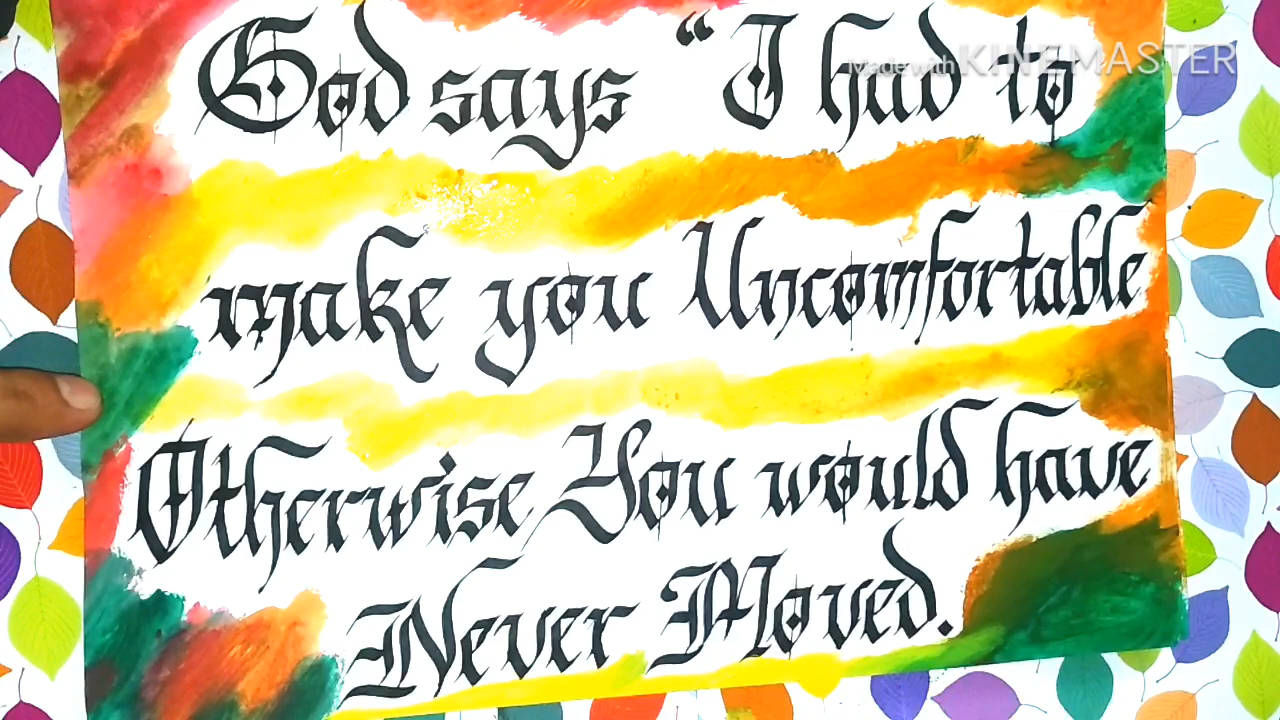 God says "I had to
Made with KINEMASTER
make you Uncomfortable
Otherwise You would have
Never Moved.